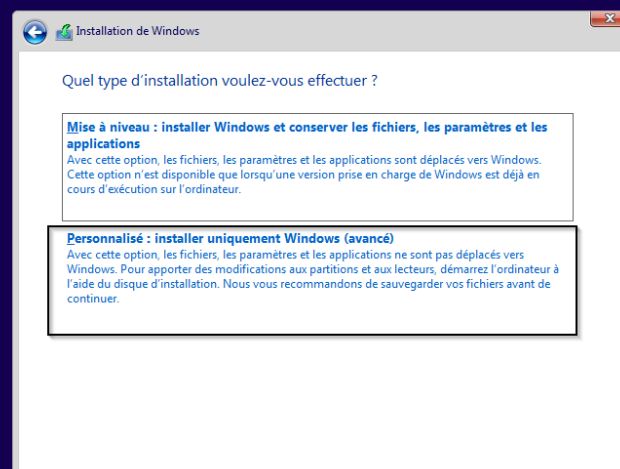 Installation de Windows
Quel type d'installation voulez-vous effectuer ?
Mise à niveau : installer Windows et conserver les fichiers, les paramètres et les
applications
Avec cette option, les fichiers, les paramètres et les applications sont déplacés vers Windows.
Cette option n'est disponible que lorsqu'une version prise en charge de Windows est déjà en
cours d'exécution sur l'ordinateur.
Personnalisé : installer uniquement Windows (avancé)
Avec cette option, les fichiers, les paramètres et les applications ne sont pas déplacés vers
Windows. Pour apporter des modifications aux partitions et aux lecteurs, démarrez l'ordinateur à
l'aide du disque d'installation. Nous vous recommandons de sauvegarder vos fichiers avant de
continuer.